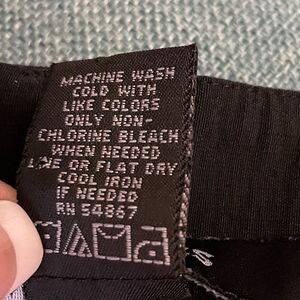 MACHINE WASH
COLD WITH
LIKE COLORS
ONLY NON-
CHLORINE BLEACH
WHEN NEEDED
LINE OR FLAT DRY
COOL IRON
IF NEEDED
RN 54867